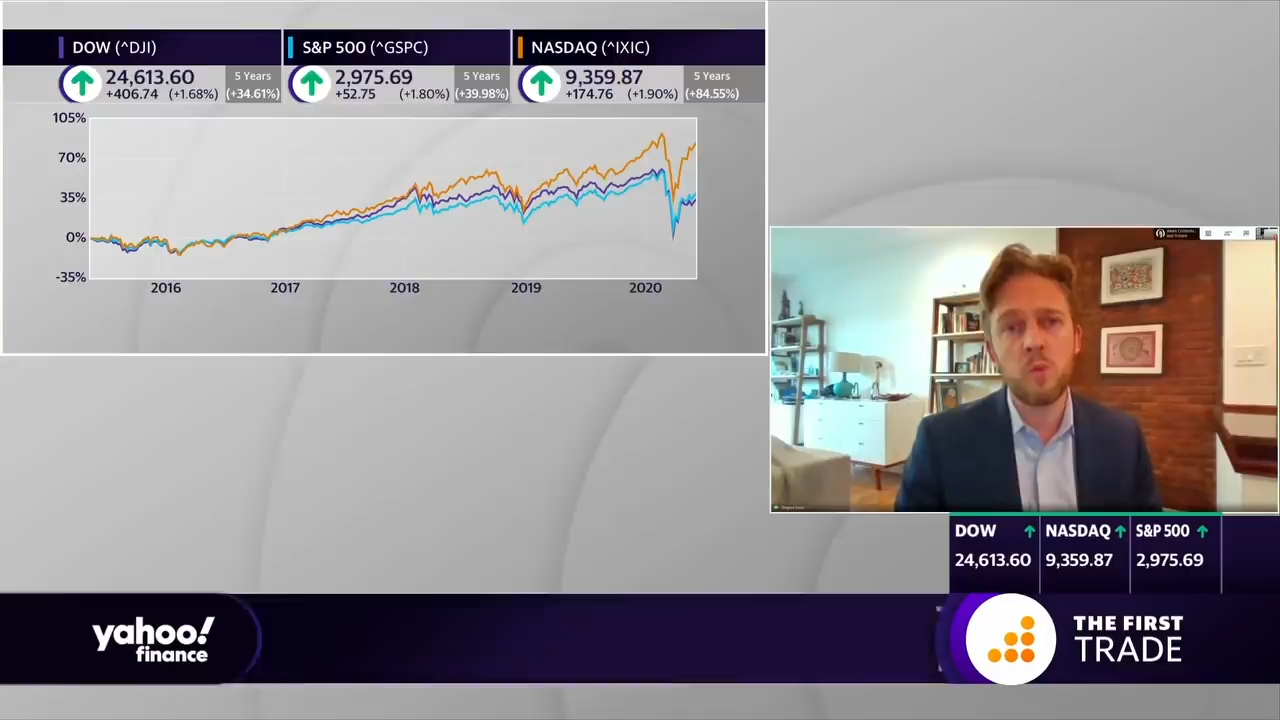 DOW (^DJI)
24,613.60
+406.74 (+1.68%)
5 Years
(+34.61%)
S&P 500 (^GSPC)
2,975.69
+52.75 (+1.80%)
5 Years
(+39.98%)
NASDAQ (^IXIC)
9,359.87
+174.76 (+1.90%)
5 Years
(+84.55%)
105%
70%
35%
0%
-35%
2016 2017 2018 2019 2020
DOW
24,613.60
NASDAQ
9,359.87
S&P 500
2,975.69
yahoo!
finance
THE FIRST
TRADE